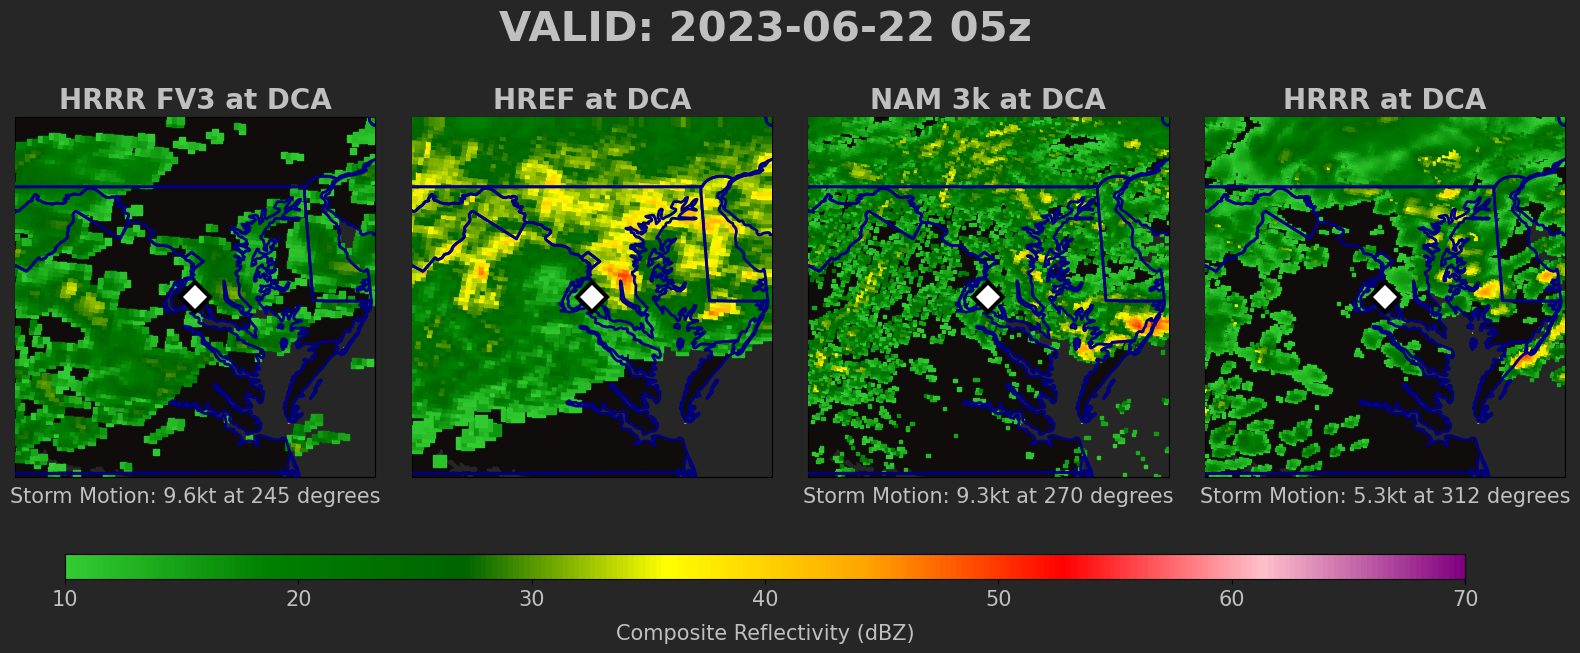 VALID: 2023-06-22 05z
HRRR FV3 at DCA
HREF at DCA
NAM 3k at DCA
HRRR at DCA
Storm Motion: 9.6kt at 245 degrees
Storm Motion: 9.3kt at 270 degrees
Storm Motion: 5.3kt at 312 degrees
10 20 30 40 50 60 70
Composite Reflectivity (dBZ)